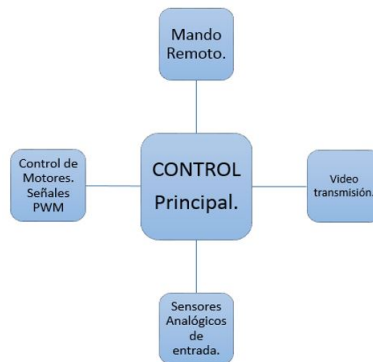 Mando
Remoto.
Control de
Motores.
Señales
PWM
CONTROL
Principal.
Video
transmisión.
Sensores
Analógicos
de
entrada.